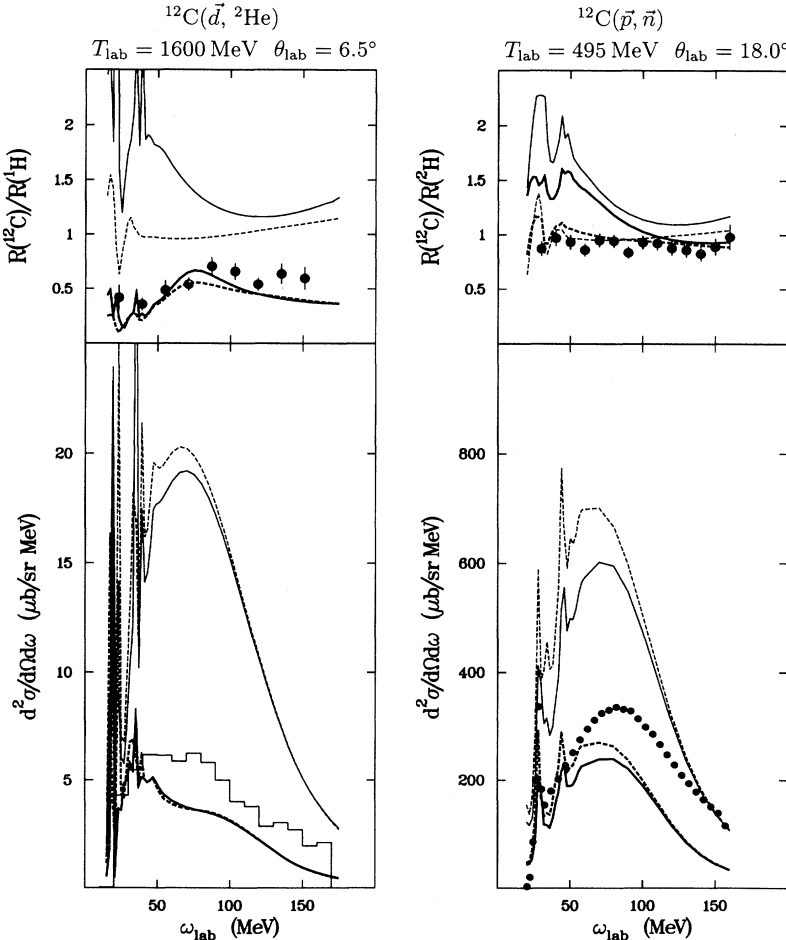 ¹²C(d⃗, ²He)
T_lab = 1600 MeV θ_lab = 6.5°
¹²C(p⃗, n⃗)
T_lab = 495 MeV θ_lab = 18.0°
R(¹²C)/R(¹H)
2
1.5
1
0.5
R(¹²C)/R(²H)
2
1.5
1
0.5
d²σ/dΩdω (μb/sr MeV)
20
15
10
5
50
100
150
ω_lab (MeV)
d²σ/dΩdω (μb/sr MeV)
800
600
400
200
50
100
150
ω_lab (MeV)